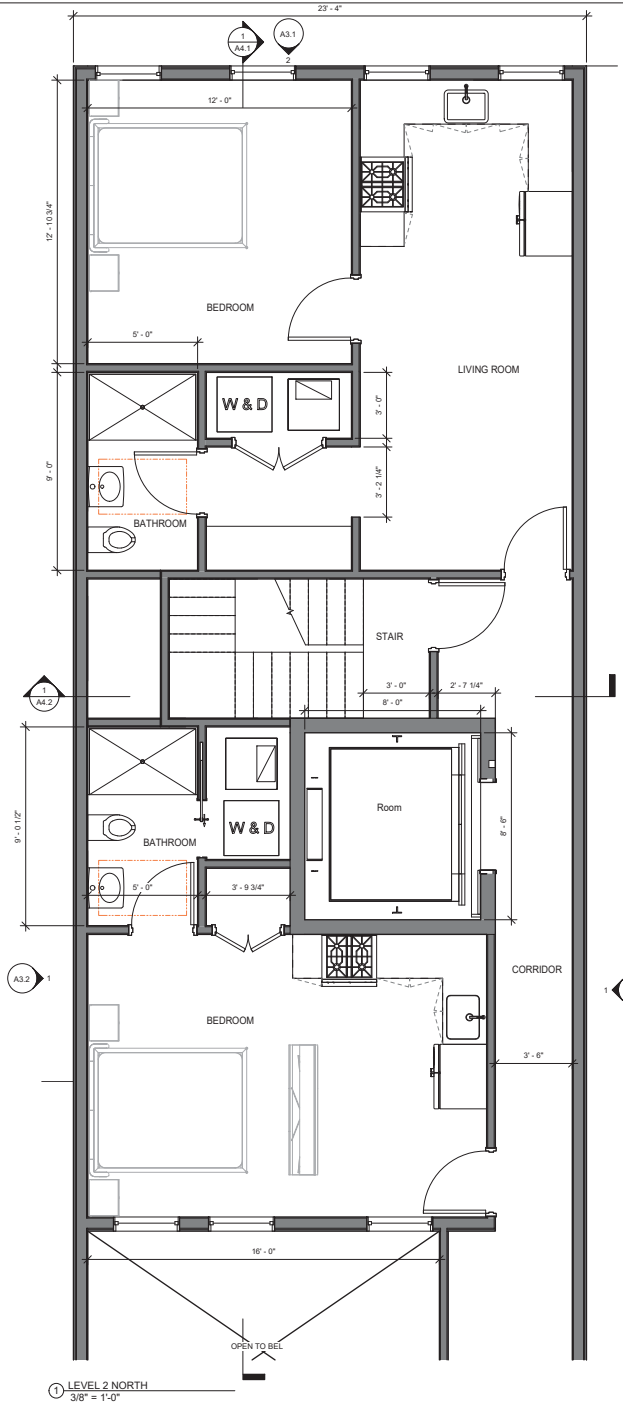 23' - 4"
1
A4.1
A3.1
2
12' - 0"
12' - 10 3/4"
BEDROOM
5' - 0"
LIVING ROOM
W & D
3' - 0"
9' - 0"
3' - 2 1/4"
BATHROOM
STAIR
1
A4.2
3' - 0"
2' - 7 1/4"
8' - 0"
9' - 0 1/2"
BATHROOM
W & D
Room
8' - 6"
5' - 0"
3' - 9 3/4"
A3.2
1
CORRIDOR
1
BEDROOM
3' - 6"
16' - 0"
OPEN TO BEL
1
LEVEL 2 NORTH
3/8" = 1'-0"